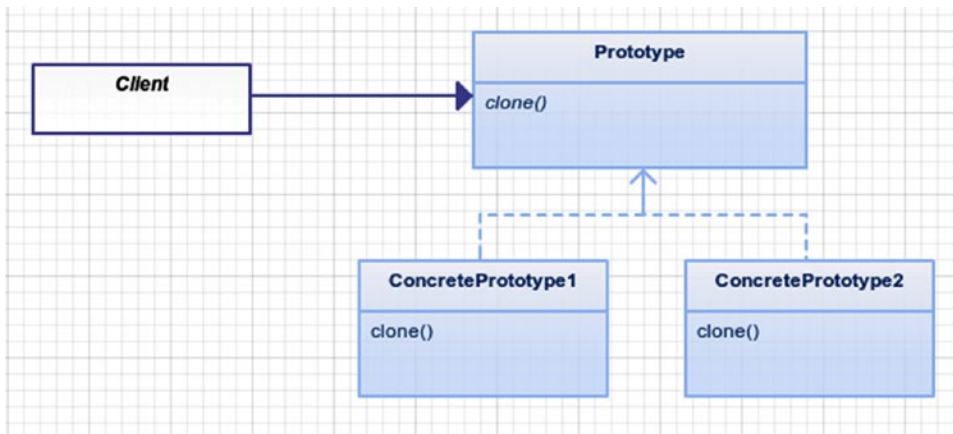 Prototype
Client
clone()
ConcretePrototype1
ConcretePrototype2
clone()
clone()